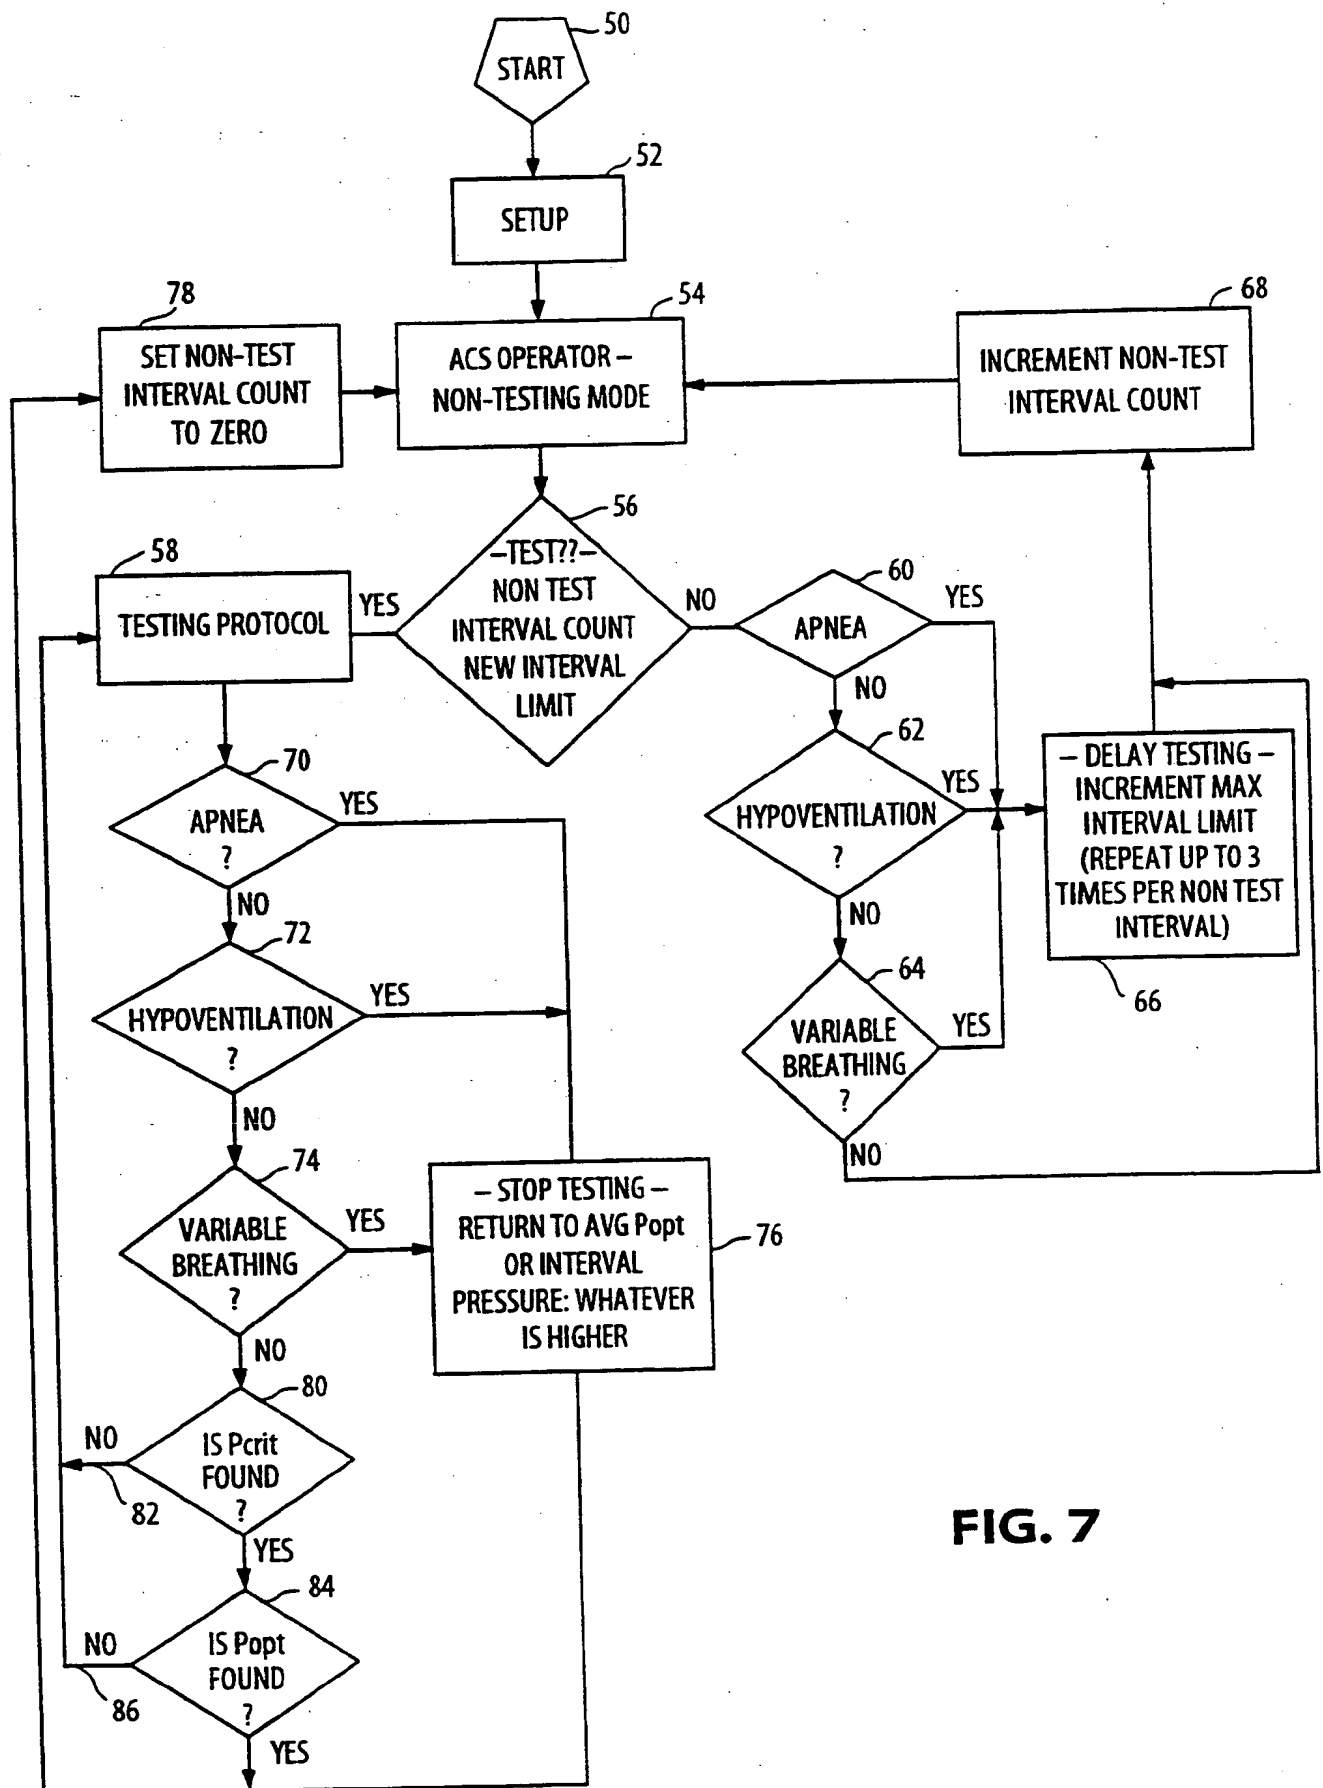 50
START
52
SETUP
78
SET NON-TEST
INTERVAL COUNT
TO ZERO
54
ACS OPERATOR –
NON-TESTING MODE
68
INCREMENT NON-TEST
INTERVAL COUNT
56
–TEST??–
NON TEST
INTERVAL COUNT
NEW INTERVAL
LIMIT
YES
NO
58
TESTING PROTOCOL
60
APNEA
YES
NO
62
HYPOVENTILATION
?
YES
NO
64
VARIABLE
BREATHING
?
YES
NO
– DELAY TESTING –
INCREMENT MAX
INTERVAL LIMIT
(REPEAT UP TO 3
TIMES PER NON TEST
INTERVAL)
66
70
APNEA
?
YES
NO
72
HYPOVENTILATION
?
YES
NO
74
VARIABLE
BREATHING
?
YES
NO
– STOP TESTING –
RETURN TO AVG Popt
OR INTERVAL
PRESSURE: WHATEVER
IS HIGHER
76
80
IS Pcrit
FOUND
?
NO
82
YES
84
IS Popt
FOUND
?
NO
86
YES
FIG. 7